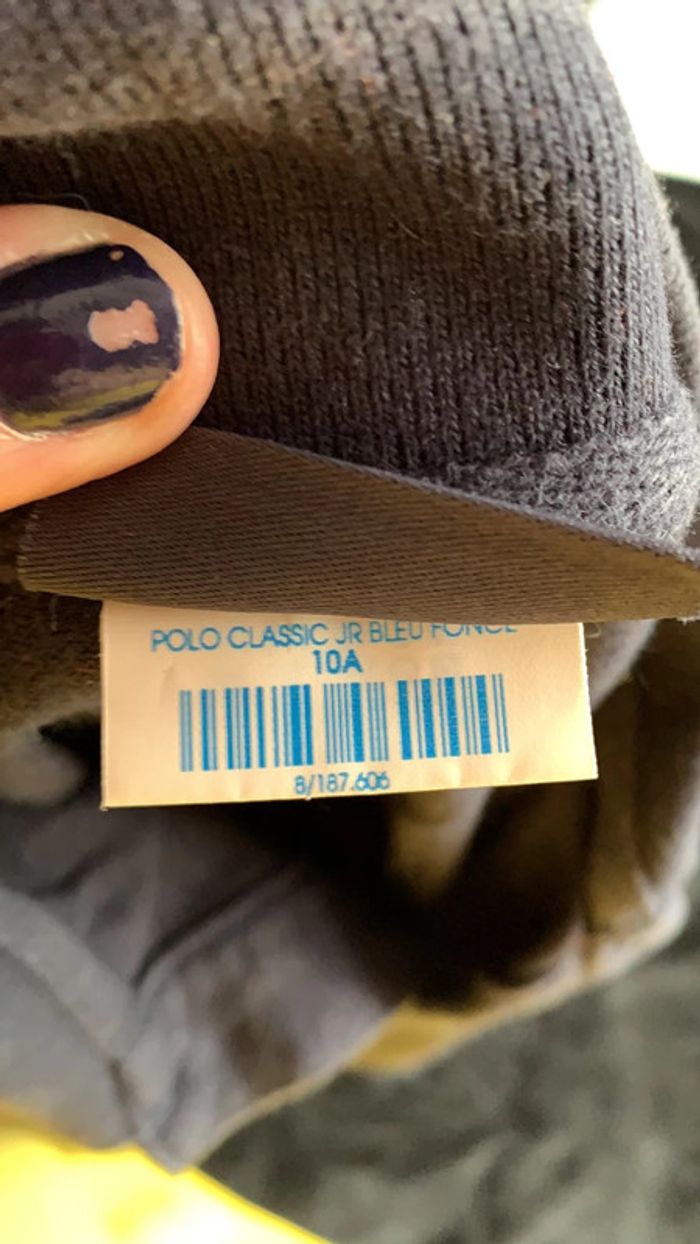 POLO CLASSIC JR BLEU FONCE
10A
8/187.606